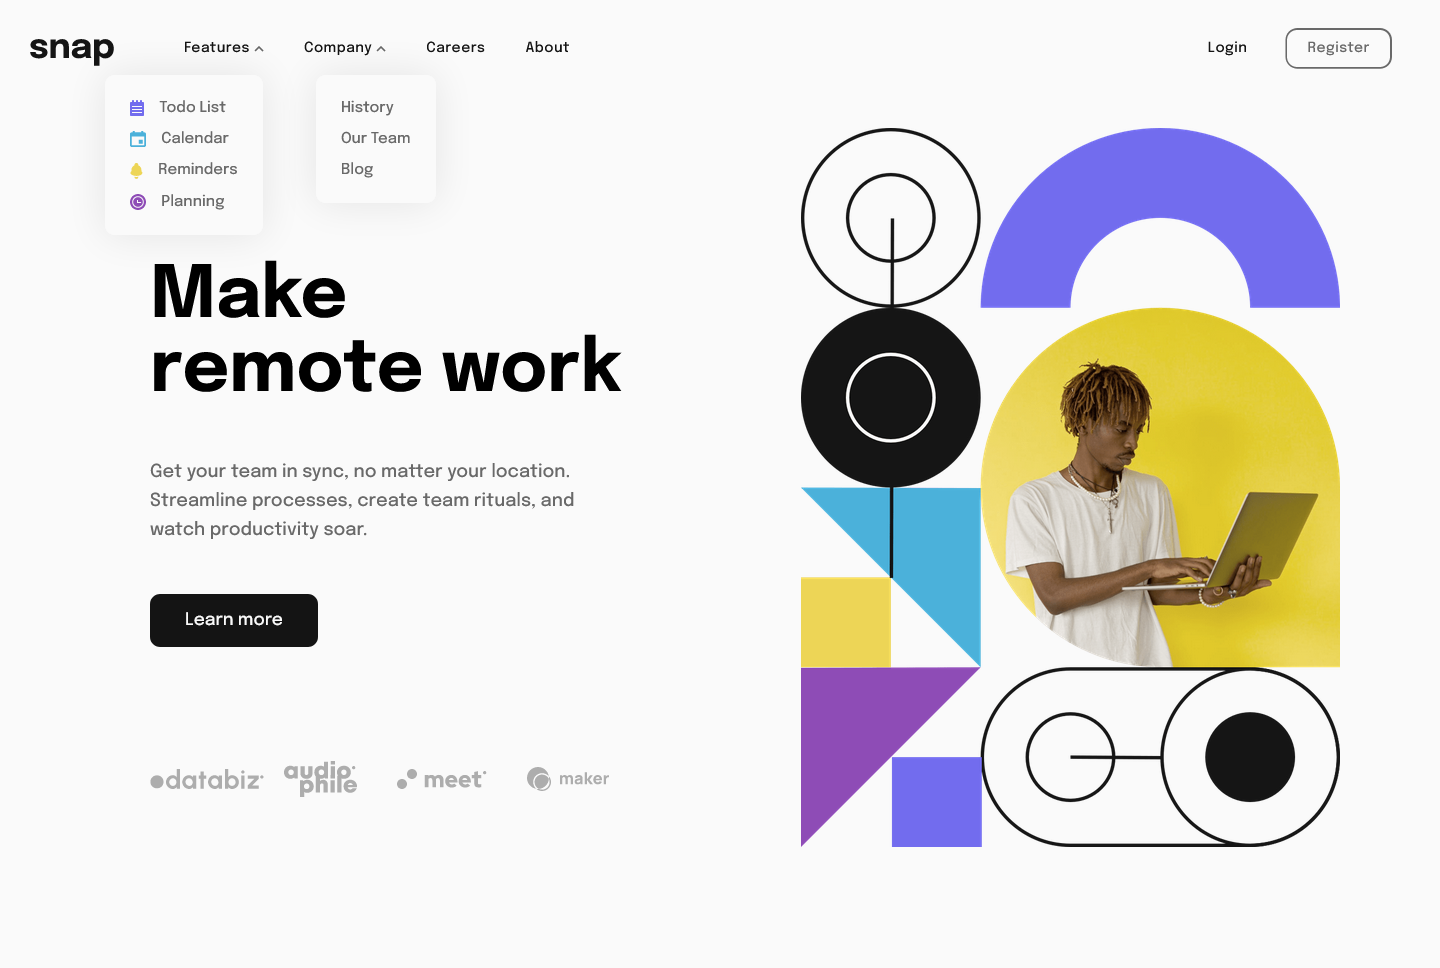 snap
Features
Company
Careers
About
Login
Register
Todo List
Calendar
Reminders
Planning
History
Our Team
Blog
Make
remote work
Get your team in sync, no matter your location.
Streamline processes, create team rituals, and
watch productivity soar.
Learn more
databiz
audio
phile
meet
maker